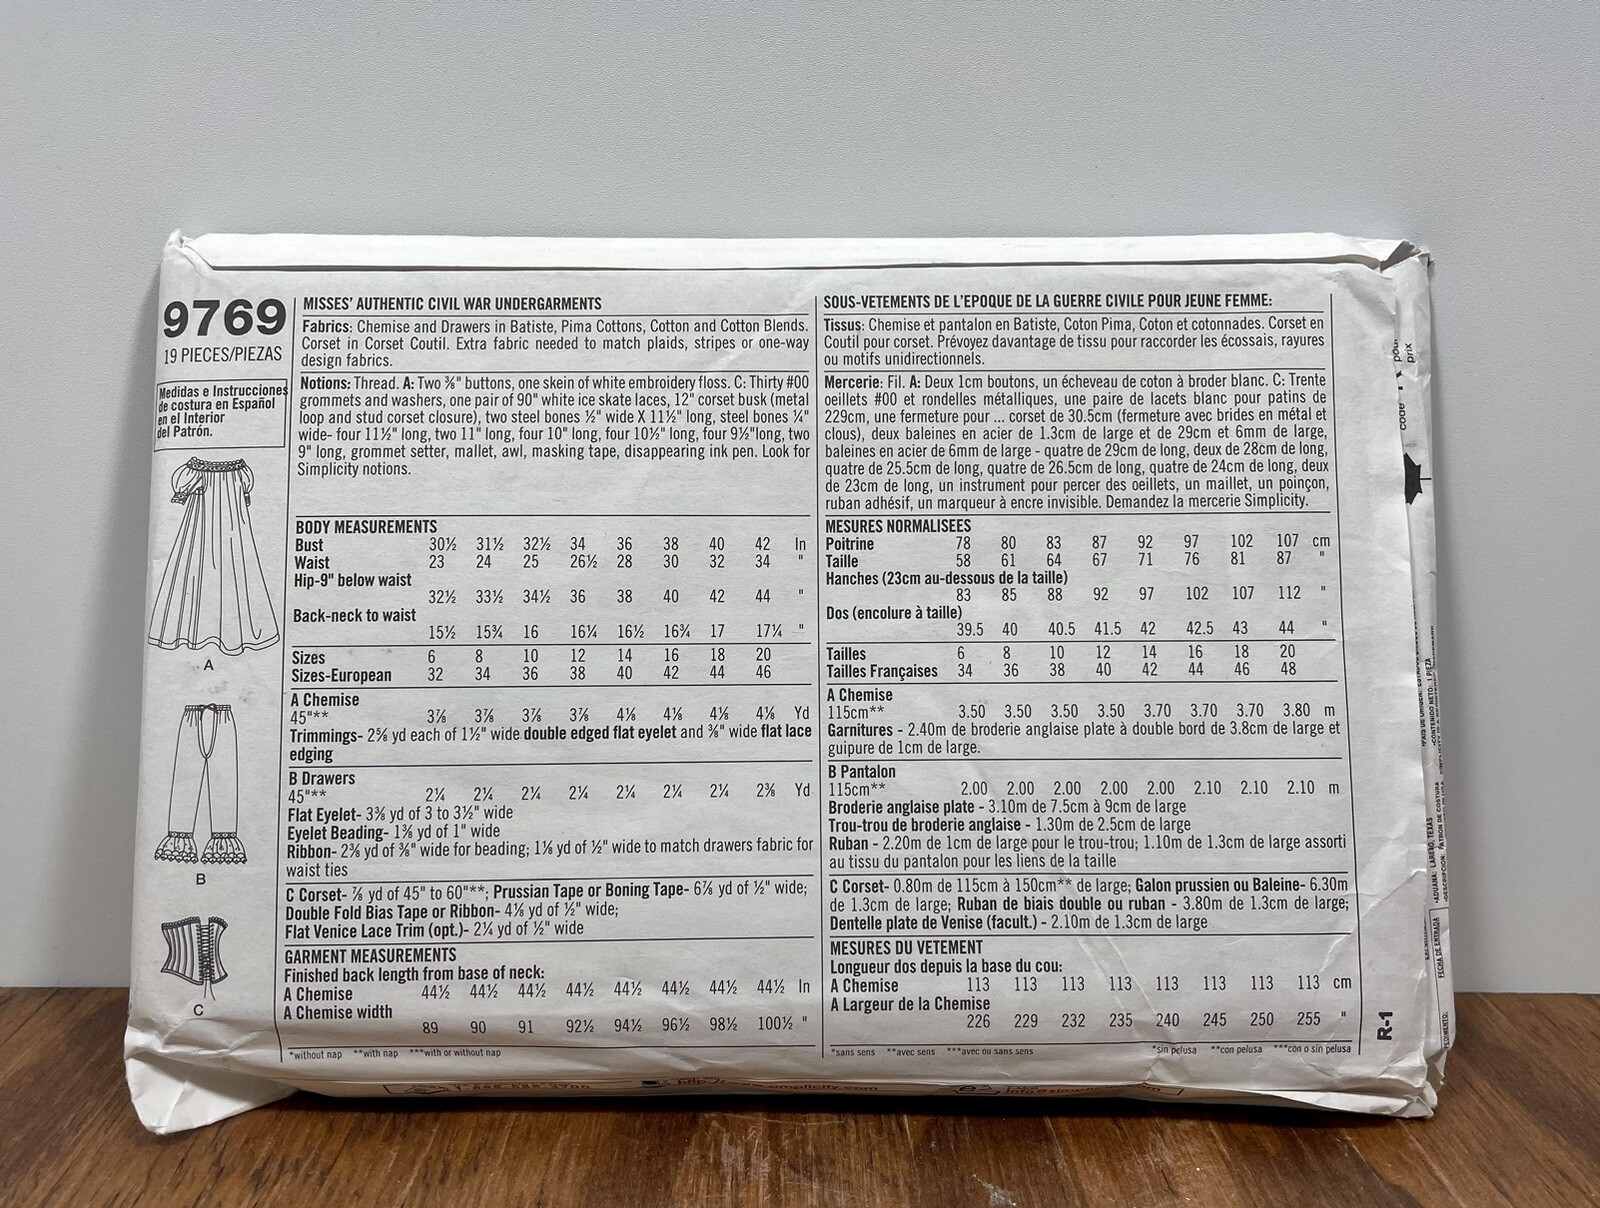 9769
19 PIECES/PIEZAS
Medidas e Instrucciones
de costura en Español
en el Interior
del Patrón.
A
B
C
MISSES' AUTHENTIC CIVIL WAR UNDERGARMENTS
Fabrics: Chemise and Drawers in Batiste, Pima Cottons, Cotton and Cotton Blends.
Corset in Corset Coutil. Extra fabric needed to match plaids, stripes or one-way
design fabrics.
Notions: Thread. A: Two ⅜" buttons, one skein of white embroidery floss. C: Thirty #00
grommets and washers, one pair of 90" white ice skate laces, 12" corset busk (metal
loop and stud corset closure), two steel bones ½" wide X 11½" long, steel bones ¼"
wide- four 11½" long, two 11" long, four 10" long, four 10½" long, four 9½"long, two
9" long, grommet setter, mallet, awl, masking tape, disappearing ink pen. Look for
Simplicity notions.
BODY MEASUREMENTS
Bust 30½ 31½ 32½ 34 36 38 40 42 In
Waist 23 24 25 26½ 28 30 32 34 "
Hip-9" below waist
32½ 33½ 34½ 36 38 40 42 44 "
Back-neck to waist
15½ 15¾ 16 16¼ 16½ 16¾ 17 17¼ "
Sizes 6 8 10 12 14 16 18 20
Sizes-European 32 34 36 38 40 42 44 46
A Chemise
45"** 3⅞ 3⅞ 3⅞ 3⅞ 4⅛ 4⅛ 4⅛ 4⅛ Yd
Trimmings- 2⅝ yd each of 1½" wide double edged flat eyelet and ⅜" wide flat lace
edging
B Drawers
45"** 2¼ 2¼ 2¼ 2¼ 2¼ 2¼ 2¼ 2⅜ Yd
Flat Eyelet- 3⅜ yd of 3 to 3½" wide
Eyelet Beading- 1⅜ yd of 1" wide
Ribbon- 2⅜ yd of ⅜" wide for beading; 1⅛ yd of ½" wide to match drawers fabric for
waist ties
C Corset- ⅞ yd of 45" to 60"**; Prussian Tape or Boning Tape- 6⅞ yd of ½" wide;
Double Fold Bias Tape or Ribbon- 4⅛ yd of ½" wide;
Flat Venice Lace Trim (opt.)- 2¼ yd of ½" wide
GARMENT MEASUREMENTS
Finished back length from base of neck:
A Chemise 44½ 44½ 44½ 44½ 44½ 44½ 44½ 44½ In
A Chemise width
89 90 91 92½ 94½ 96½ 98½ 100½ "
*without nap **with nap ***with or without nap
SOUS-VETEMENTS DE L'EPOQUE DE LA GUERRE CIVILE POUR JEUNE FEMME:
Tissus: Chemise et pantalon en Batiste, Coton Pima, Coton et cotonnades. Corset en
Coutil pour corset. Prévoyez davantage de tissu pour raccorder les écossais, rayures
ou motifs unidirectionnels.
Mercerie: Fil. A: Deux 1cm boutons, un écheveau de coton à broder blanc. C: Trente
oeillets #00 et rondelles métalliques, une paire de lacets blanc pour patins de
229cm, une fermeture pour ... corset de 30.5cm (fermeture avec brides en métal et
clous), deux baleines en acier de 1.3cm de large et de 29cm et 6mm de large,
baleines en acier de 6mm de large - quatre de 29cm de long, deux de 28cm de long,
quatre de 25.5cm de long, quatre de 26.5cm de long, quatre de 24cm de long, deux
de 23cm de long, un instrument pour percer des oeillets, un maillet, un poinçon,
ruban adhésif, un marqueur à encre invisible. Demandez la mercerie Simplicity.
MESURES NORMALISEES
Poitrine 78 80 83 87 92 97 102 107 cm
Taille 58 61 64 67 71 76 81 87 "
Hanches (23cm au-dessous de la taille)
83 85 88 92 97 102 107 112 "
Dos (encolure à taille)
39.5 40 40.5 41.5 42 42.5 43 44 "
Tailles 6 8 10 12 14 16 18 20
Tailles Françaises 34 36 38 40 42 44 46 48
A Chemise
115cm** 3.50 3.50 3.50 3.50 3.70 3.70 3.70 3.80 m
Garnitures - 2.40m de broderie anglaise plate à double bord de 3.8cm de large et
guipure de 1cm de large.
B Pantalon
115cm** 2.00 2.00 2.00 2.00 2.00 2.10 2.10 2.10 m
Broderie anglaise plate - 3.10m de 7.5cm à 9cm de large
Trou-trou de broderie anglaise - 1.30m de 2.5cm de large
Ruban - 2.20m de 1cm de large pour le trou-trou; 1.10m de 1.3cm de large assorti
au tissu du pantalon pour les liens de la taille
C Corset- 0.80m de 115cm à 150cm** de large; Galon prussien ou Baleine- 6.30m
de 1.3cm de large; Ruban de biais double ou ruban - 3.80m de 1.3cm de large;
Dentelle plate de Venise (facult.) - 2.10m de 1.3cm de large
MESURES DU VETEMENT
Longueur dos depuis la base du cou:
A Chemise 113 113 113 113 113 113 113 113 cm
A Largeur de la Chemise
226 229 232 235 240 245 250 255 "
*sans sens **avec sens ***avec ou sans sens
*sin pelusa **con pelusa ***con o sin pelusa
R-1
code
pour
prix